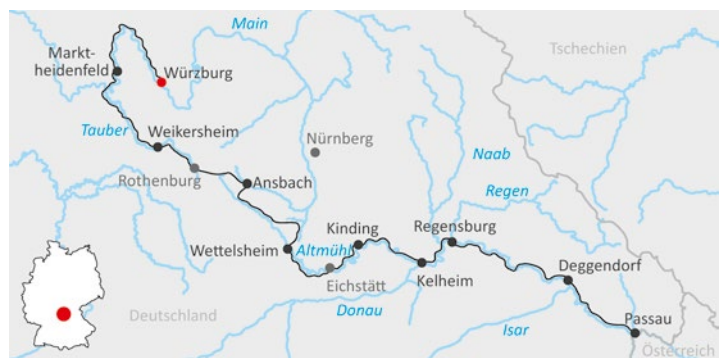 Main
Tschechien
Markt-
heidenfeld
Würzburg
Tauber
Weikersheim
Nürnberg
Naab
Rothenburg
Ansbach
Regen
Kinding
Regensburg
Wettelsheim
Altmühl
Eichstätt
Kelheim
Deggendorf
Donau
Deutschland
Isar
Passau
Österreich